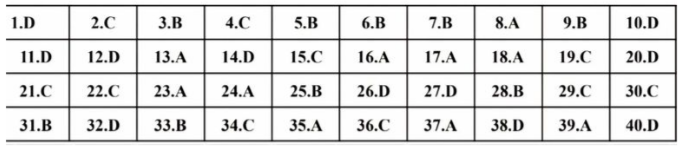 1.D 2.C 3.B 4.C 5.B 6.B 7.B 8.A 9.B 10.D
11.D 12.D 13.A 14.D 15.C 16.A 17.A 18.A 19.C 20.D
21.C 22.C 23.A 24.A 25.B 26.D 27.D 28.B 29.C 30.C
31.B 32.D 33.B 34.C 35.A 36.C 37.A 38.D 39.A 40.D